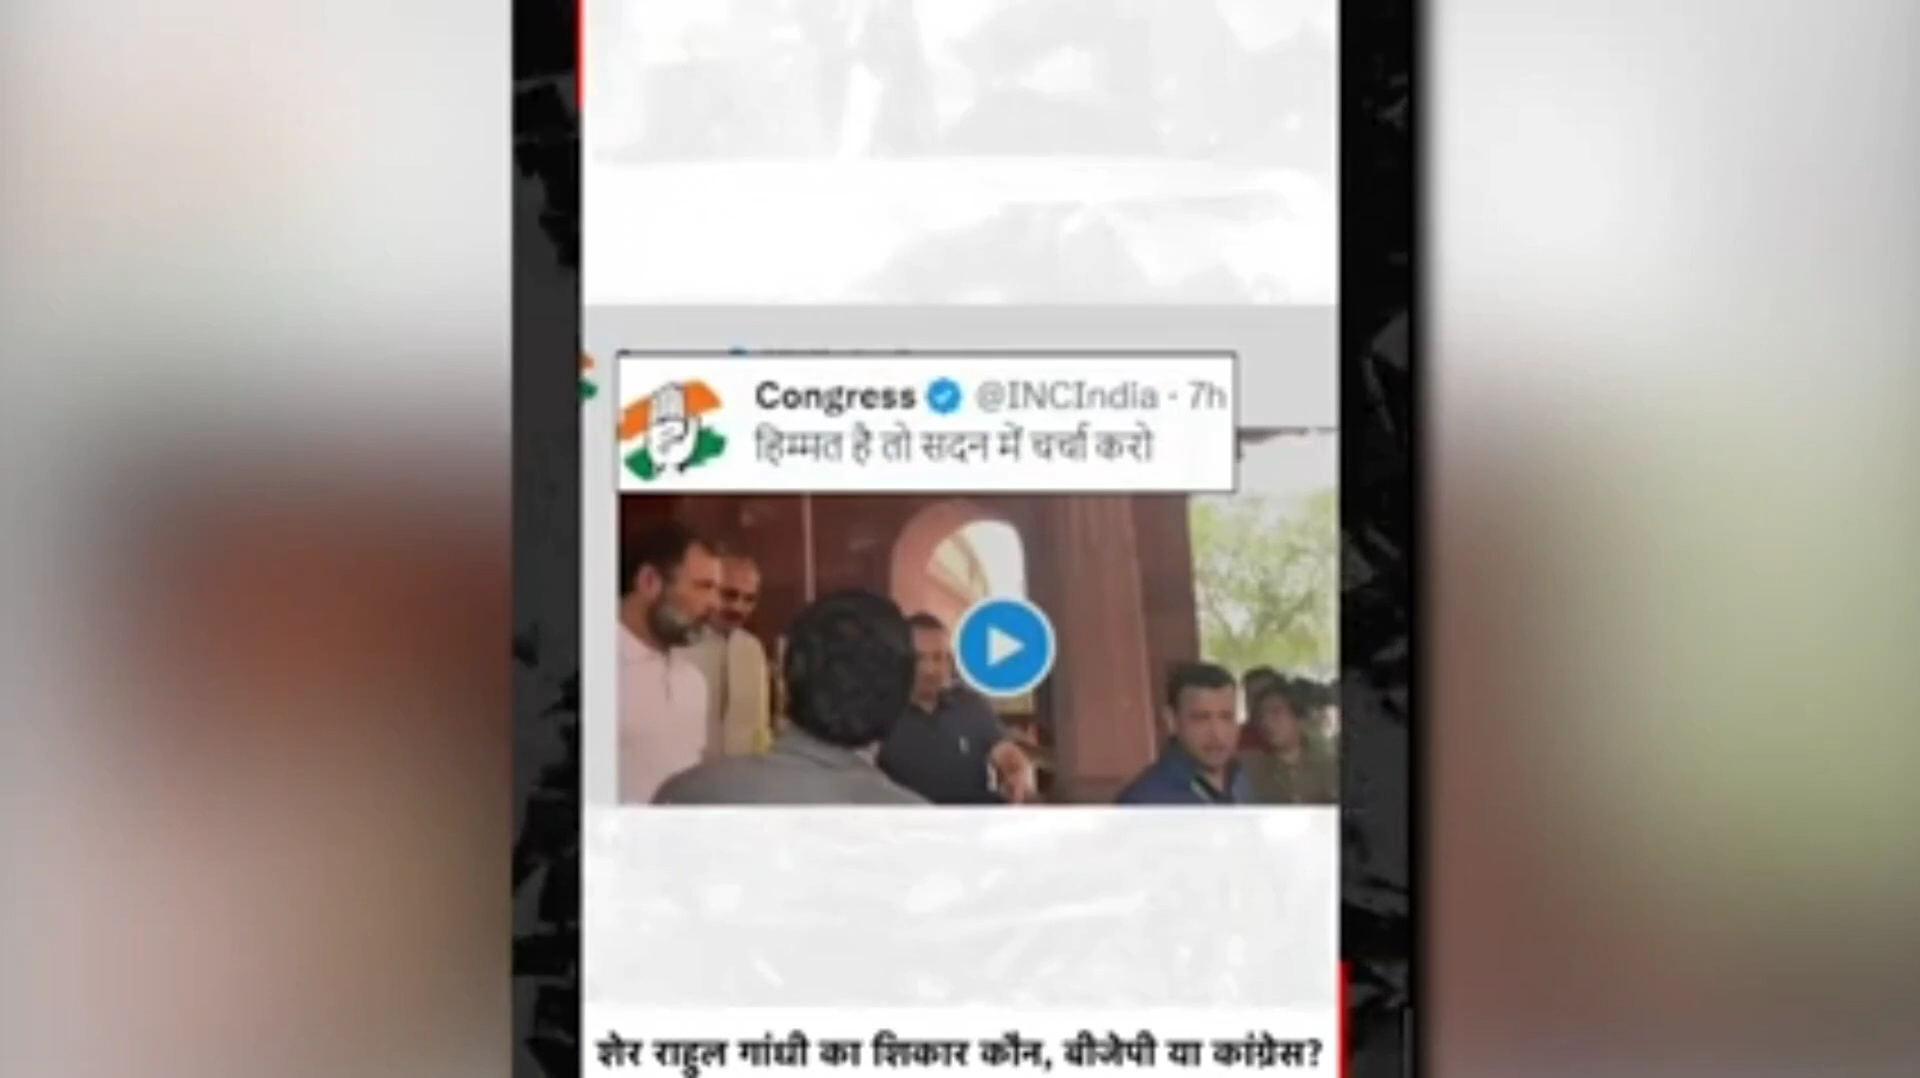 Congress @INCIndia · 7h
हिम्मत है तो सदन में चर्चा करो
शेर राहुल गांधी का शिकार कौन, बीजेपी या कांग्रेस?